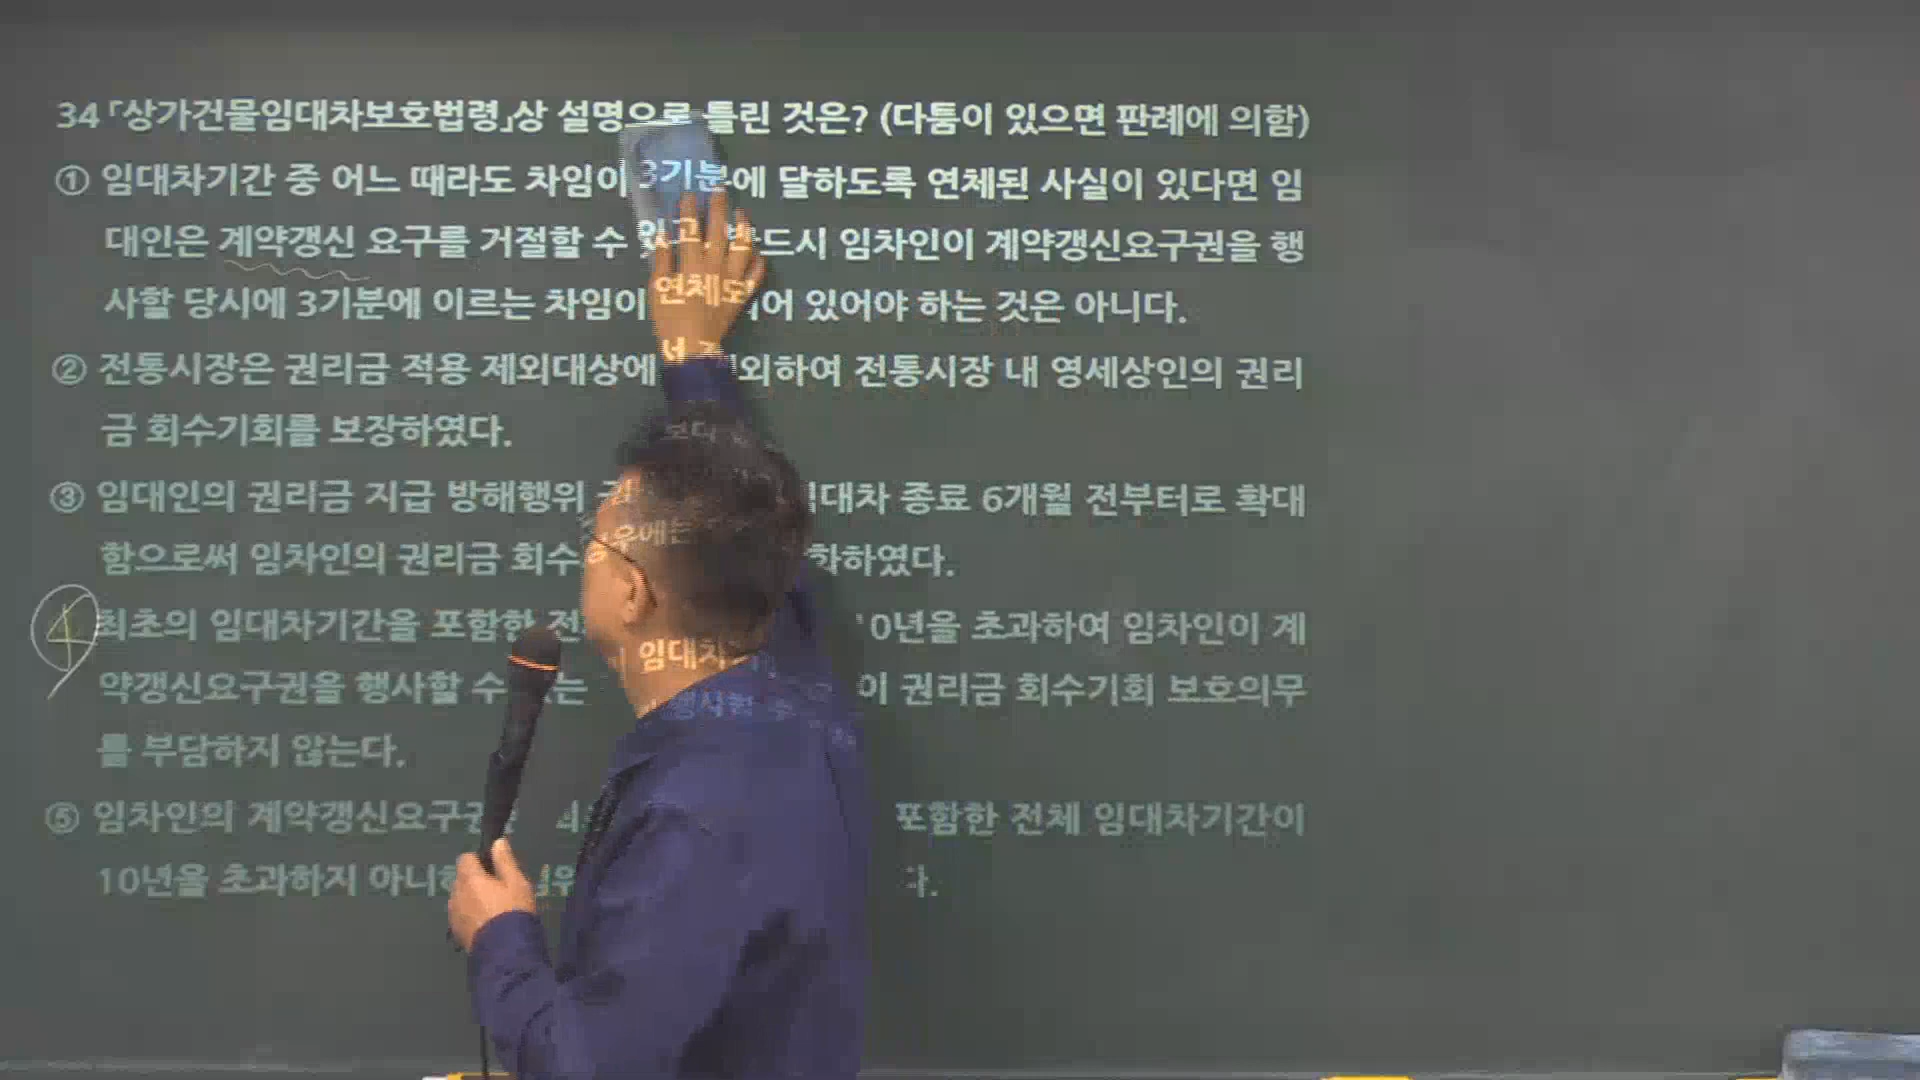 34 「상가건물임대차보호법령」상 설명으로 틀린 것은? (다툼이 있으면 판례에 의함)
① 임대차기간 중 어느 때라도 차임이 3기분에 달하도록 연체된 사실이 있다면 임
대인은 계약갱신 요구를 거절할 수 있고, 반드시 임차인이 계약갱신요구권을 행
사할 당시에 3기분에 이르는 차임이 연체되어 있어야 하는 것은 아니다.
② 전통시장은 권리금 적용 제외대상에서 제외하여 전통시장 내 영세상인의 권리
금 회수기회를 보장하였다.
③ 임대인의 권리금 지급 방해행위 임대차 종료 6개월 전부터로 확대
함으로써 임차인의 권리금 회수 하였다.
④ 최초의 임대차기간을 포함한 10년을 초과하여 임차인이 계
약갱신요구권을 행사할 수 없는 권리금 회수기회 보호의무
를 부담하지 않는다.
⑤ 임차인의 계약갱신요구권 포함한 전체 임대차기간이
10년을 초과하지